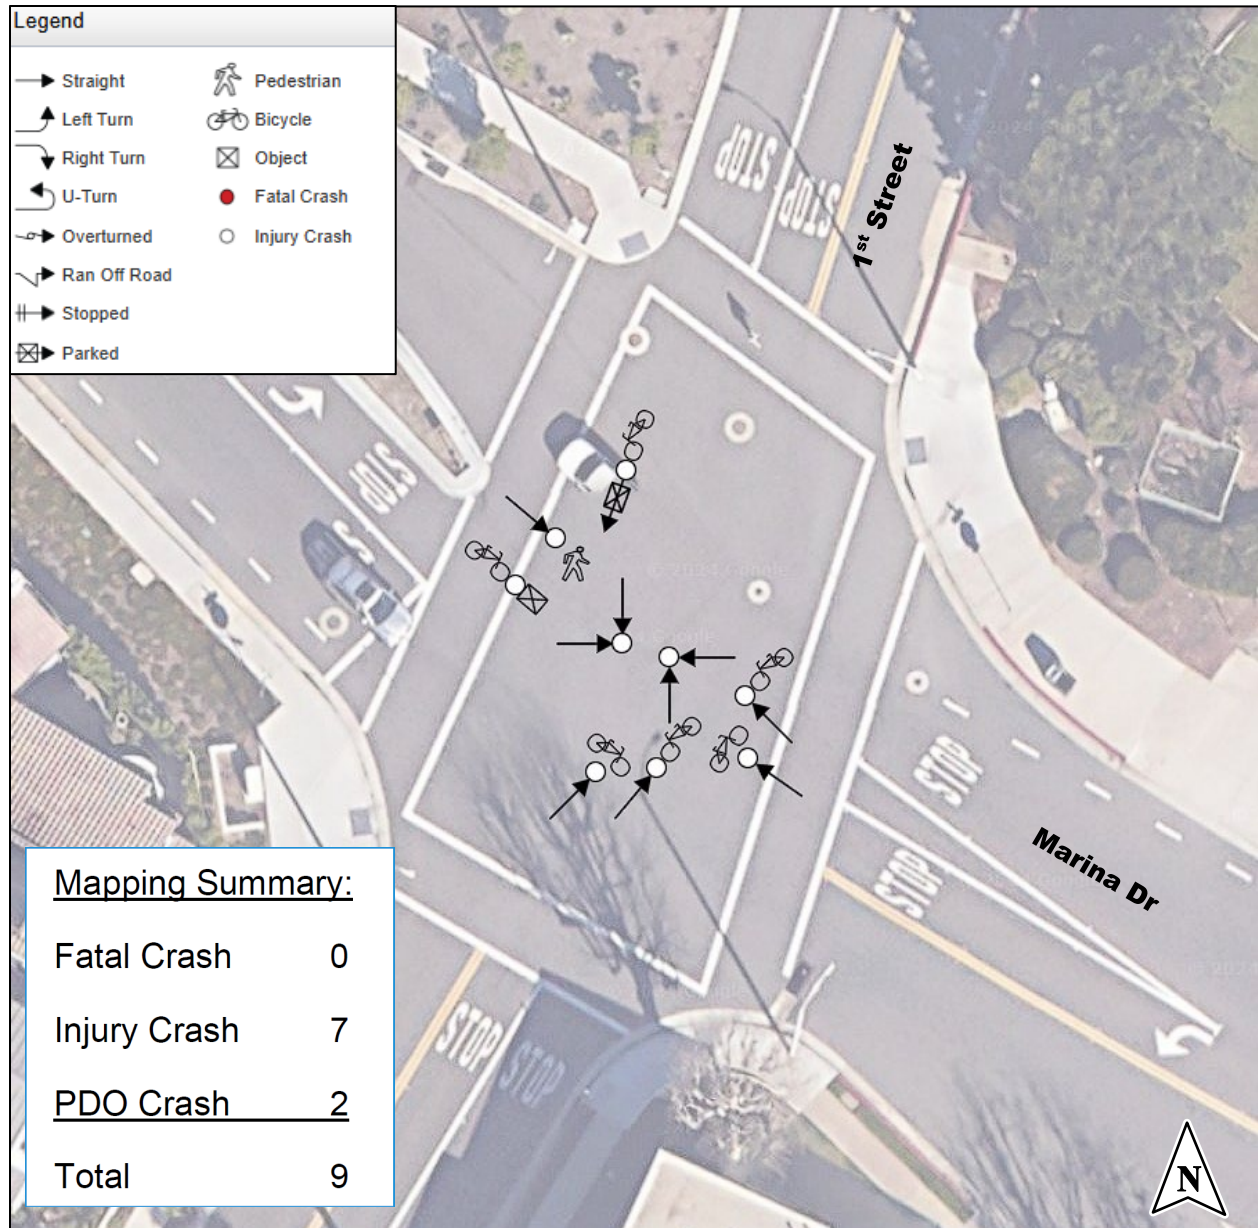 Legend
Straight
Pedestrian
Left Turn
Bicycle
Right Turn
Object
U-Turn
Fatal Crash
Overturned
Injury Crash
Ran Off Road
Stopped
Parked
STOP
STOP
STOP
STOP
1st Street
STOP
STOP
Marina Dr
STOP
STOP
STOP
Mapping Summary:
Fatal Crash 0
Injury Crash 7
PDO Crash 2
Total 9
N